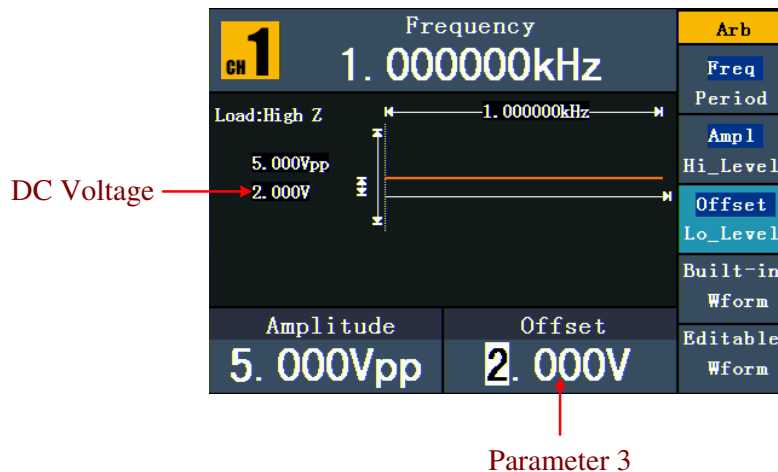 CH 1
Frequency
1. 000000kHz
Load:High Z
1. 000000kHz
5. 000Vpp
2. 000V
DC Voltage
Amplitude
5. 000Vpp
Offset
2. 000V
Arb
Freq
Period
Ampl
Hi_Level
Offset
Lo_Level
Built-in
Wform
Editable
Wform
Parameter 3